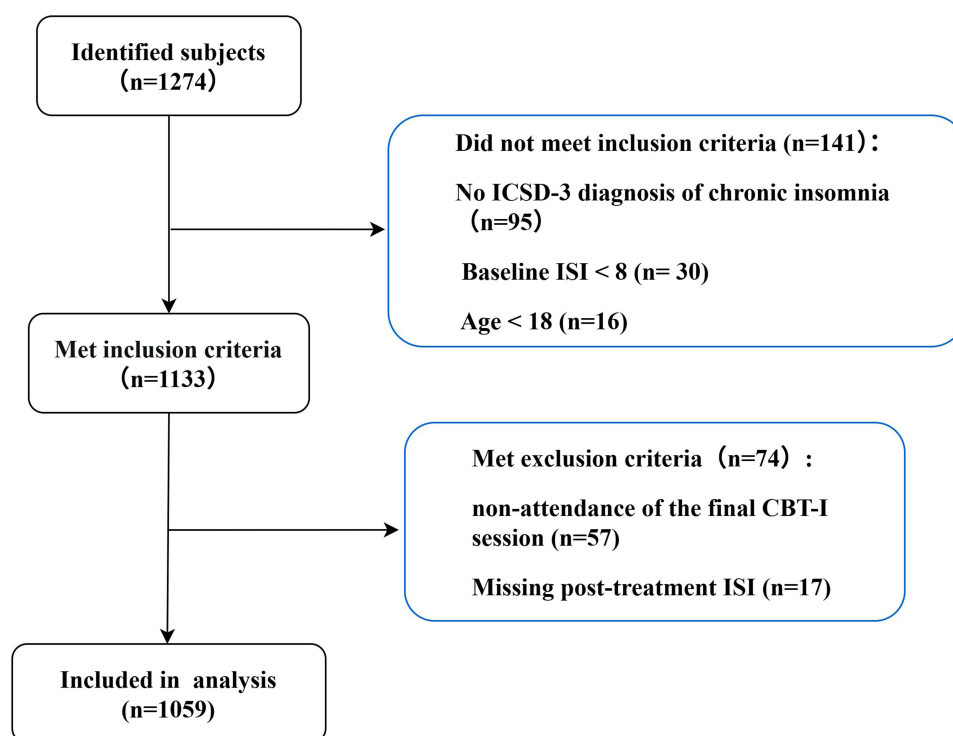 Identified subjects
（n=1274）
Did not meet inclusion criteria (n=141)：
No ICSD-3 diagnosis of chronic insomnia
（n=95）
Baseline ISI < 8 (n= 30)
Age < 18 (n=16)
Met inclusion criteria
（n=1133）
Met exclusion criteria（n=74）:
non-attendance of the final CBT-I
session (n=57)
Missing post-treatment ISI (n=17)
Included in  analysis
(n=1059)